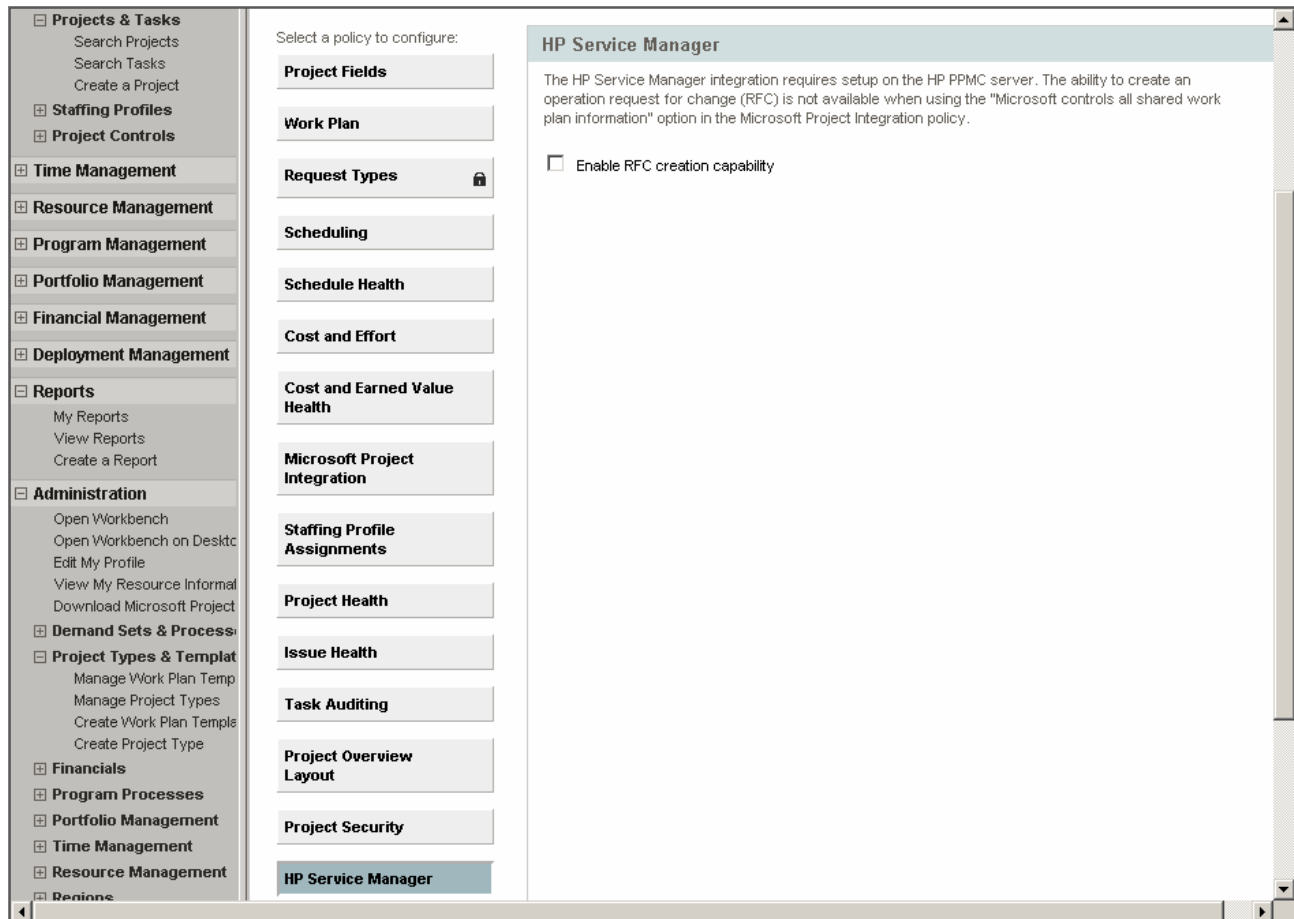 Projects & Tasks
Search Projects
Search Tasks
Create a Project
Staffing Profiles
Project Controls
Time Management
Resource Management
Program Management
Portfolio Management
Financial Management
Deployment Management
Reports
My Reports
View Reports
Create a Report
Administration
Open Workbench
Open Workbench on Deskto
Edit My Profile
View My Resource Informat
Download Microsoft Project
Demand Sets & Process
Project Types & Templat
Manage Work Plan Temp
Manage Project Types
Create Work Plan Templa
Create Project Type
Financials
Program Processes
Portfolio Management
Time Management
Resource Management
Regions
Select a policy to configure:
Project Fields
Work Plan
Request Types
Scheduling
Schedule Health
Cost and Effort
Cost and Earned Value
Health
Microsoft Project
Integration
Staffing Profile
Assignments
Project Health
Issue Health
Task Auditing
Project Overview
Layout
Project Security
HP Service Manager
HP Service Manager
The HP Service Manager integration requires setup on the HP PPMC server. The ability to create an
operation request for change (RFC) is not available when using the "Microsoft controls all shared work
plan information" option in the Microsoft Project Integration policy.
Enable RFC creation capability